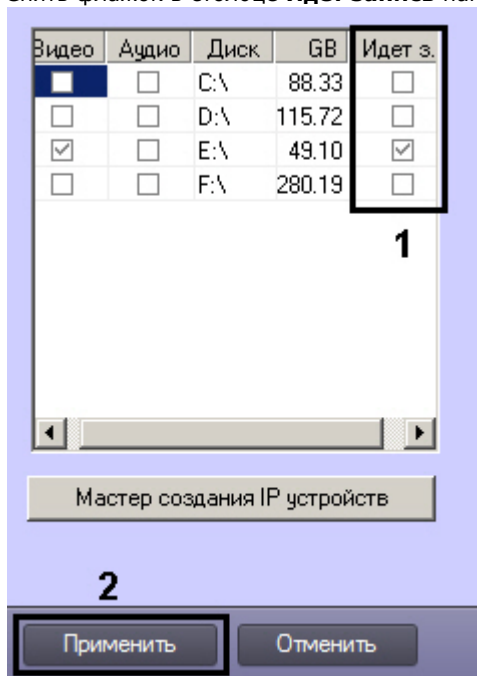 Видео Аудио Диск GB Идет з.
C:\ 88.33
D:\ 115.72
E:\ 49.10
F:\ 280.19
1
Мастер создания IP устройств
2
Применить Отменить